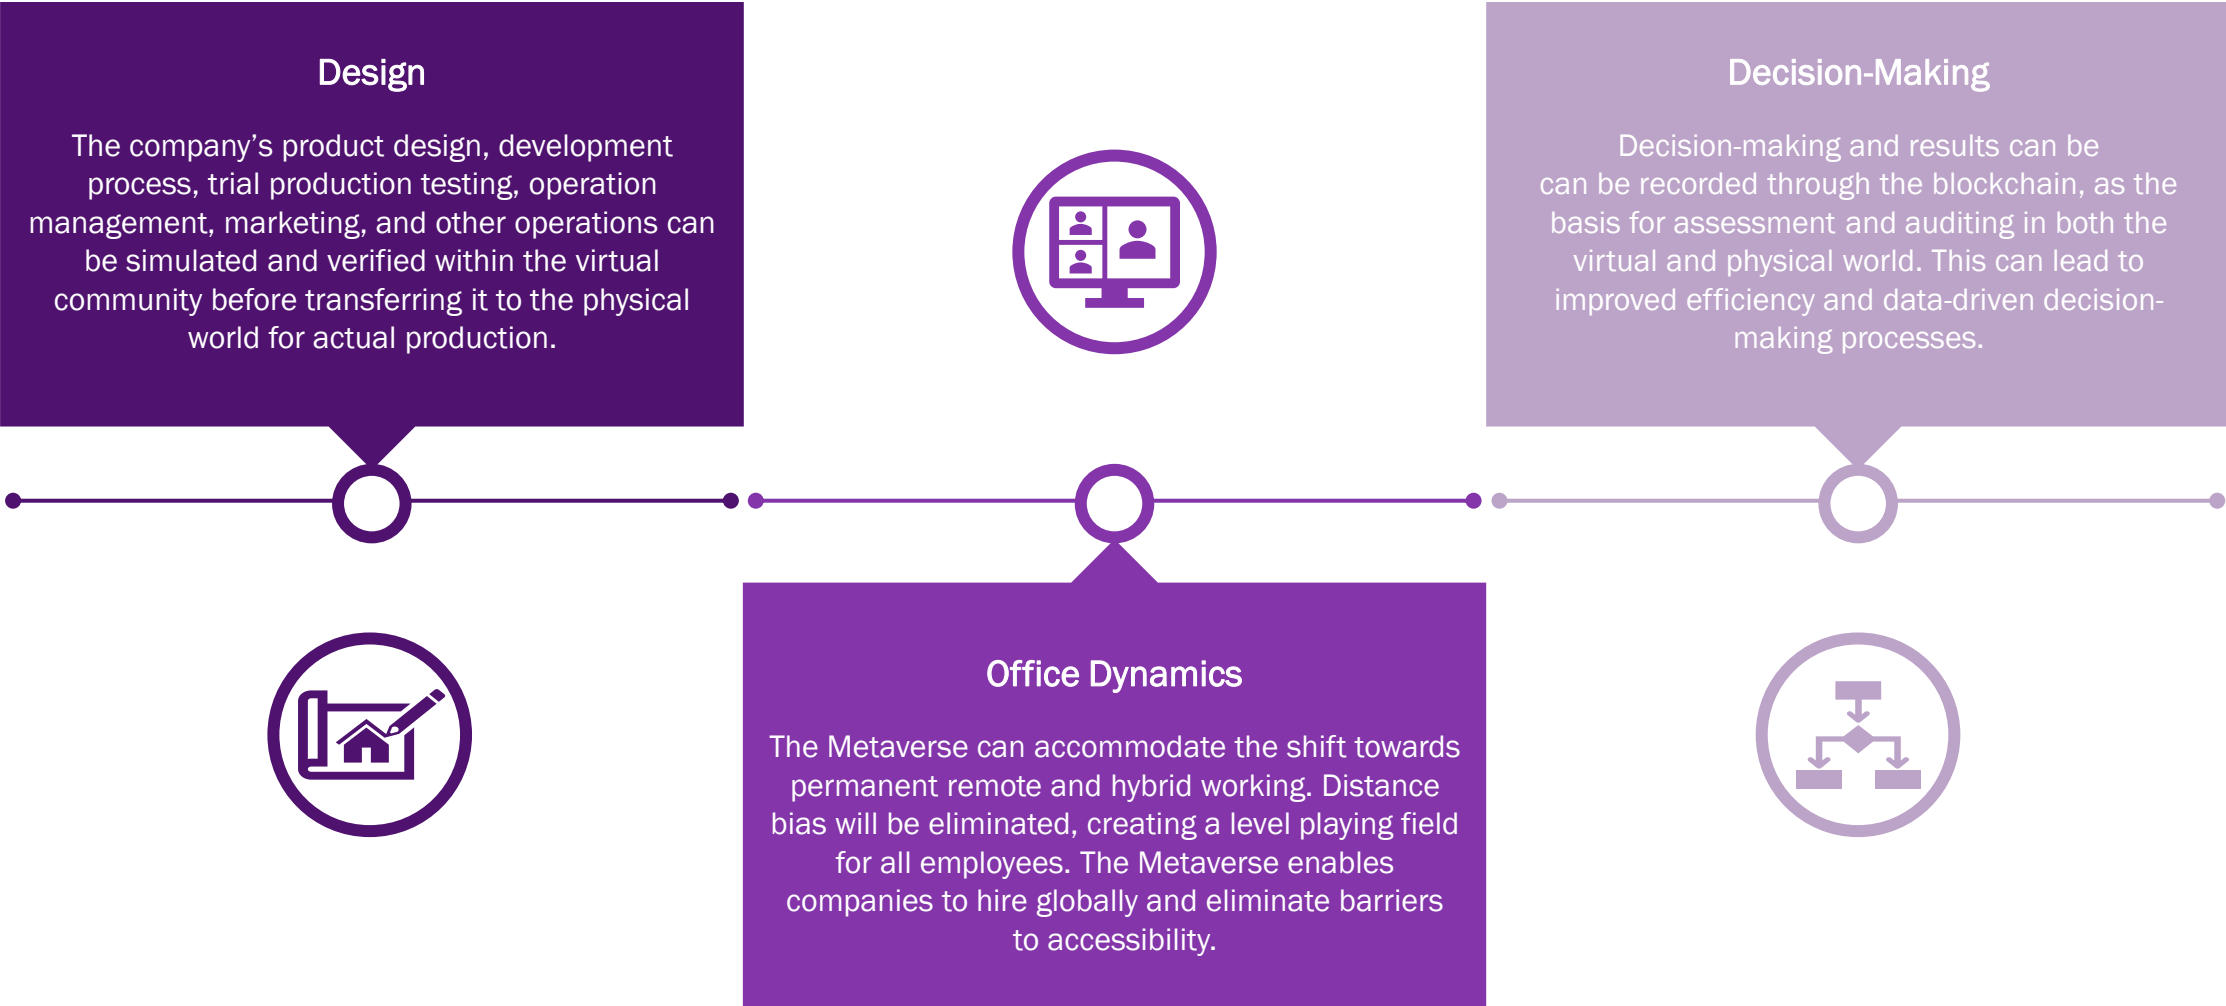 Design
The company’s product design, development
process, trial production testing, operation
management, marketing, and other operations can
be simulated and verified within the virtual
community before transferring it to the physical
world for actual production.
Office Dynamics
The Metaverse can accommodate the shift towards
permanent remote and hybrid working. Distance
bias will be eliminated, creating a level playing field
for all employees. The Metaverse enables
companies to hire globally and eliminate barriers
to accessibility.
Decision-Making
Decision-making and results can be
can be recorded through the blockchain, as the
basis for assessment and auditing in both the
virtual and physical world. This can lead to
improved efficiency and data-driven decision-
making processes.